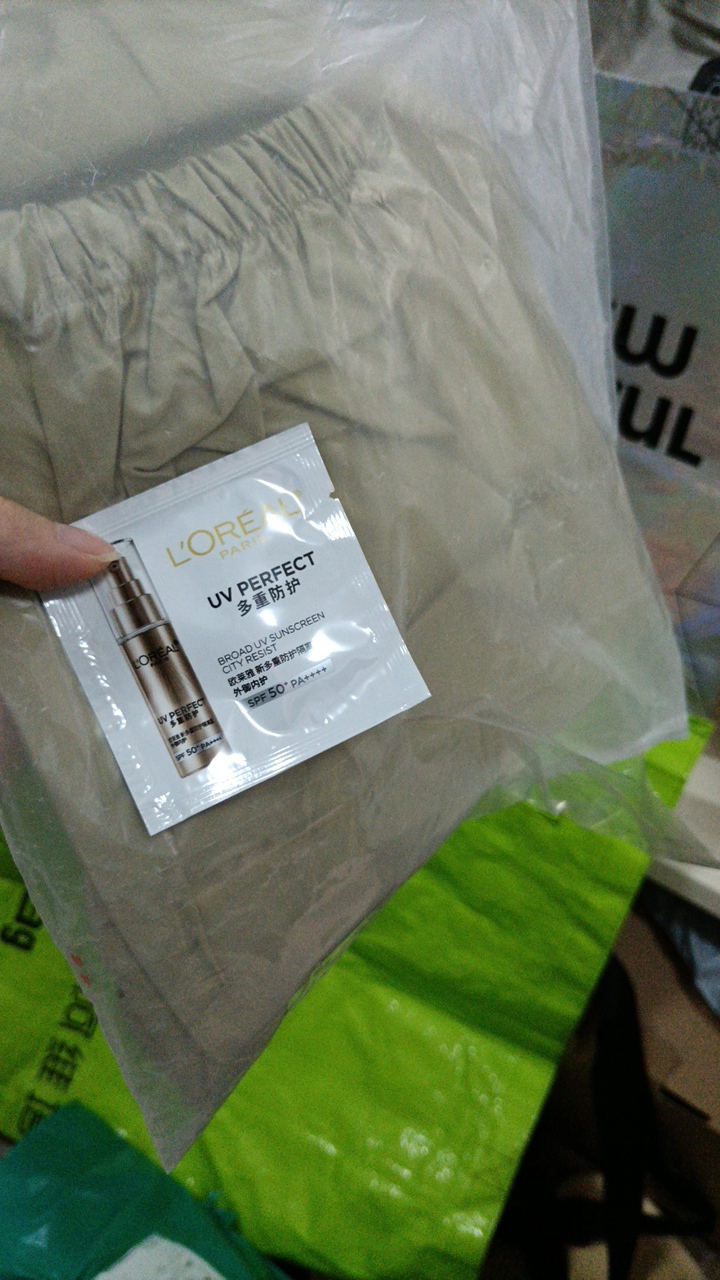 L'ORÉAL
PARIS
UV PERFECT
多重防护
BROAD UV SUNSCREEN
CITY RESIST
欧莱雅 新多重防护隔离
外御内护
SPF 50+ PA++++
L'ORÉAL
UV PERFECT
多重防护
SPF 50+ PA++++